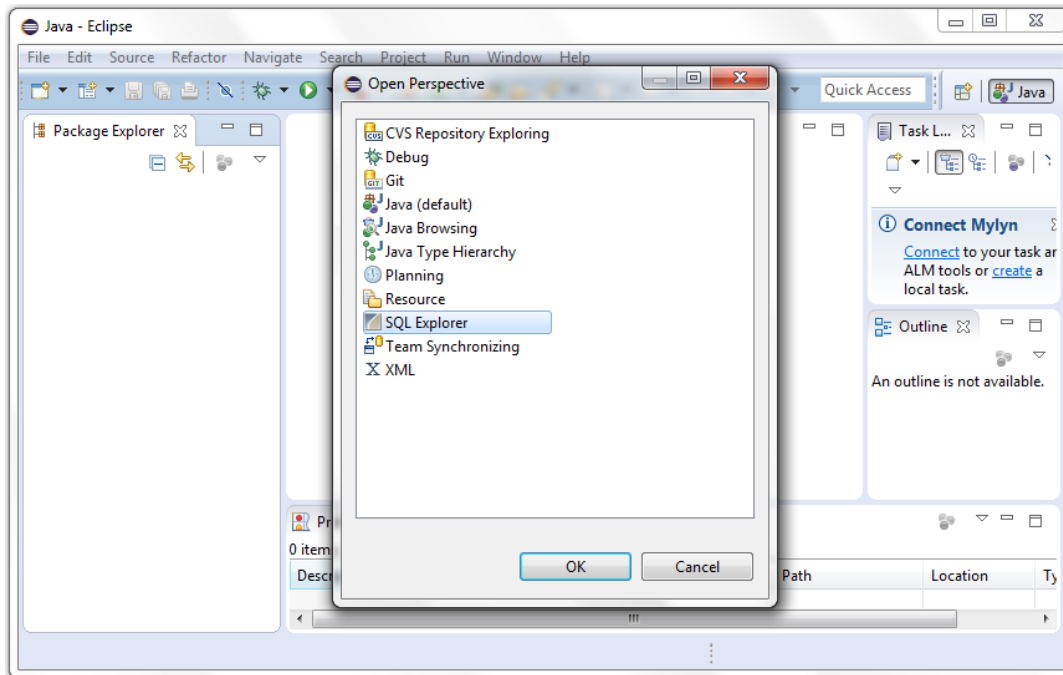 Java - Eclipse
File Edit Source Refactor Navigate Search Project Run Window Help
Open Perspective
Quick Access
Java
Package Explorer
Task L...
CVS Repository Exploring
Debug
Git
Java (default)
Java Browsing
Java Type Hierarchy
Planning
Resource
SQL Explorer
Team Synchronizing
XML
Connect Mylyn
Connect to your task ar
ALM tools or create a
local task.
Outline
An outline is not available.
OK
Cancel
Pr
0 item
Descr
Path
Location
Ty